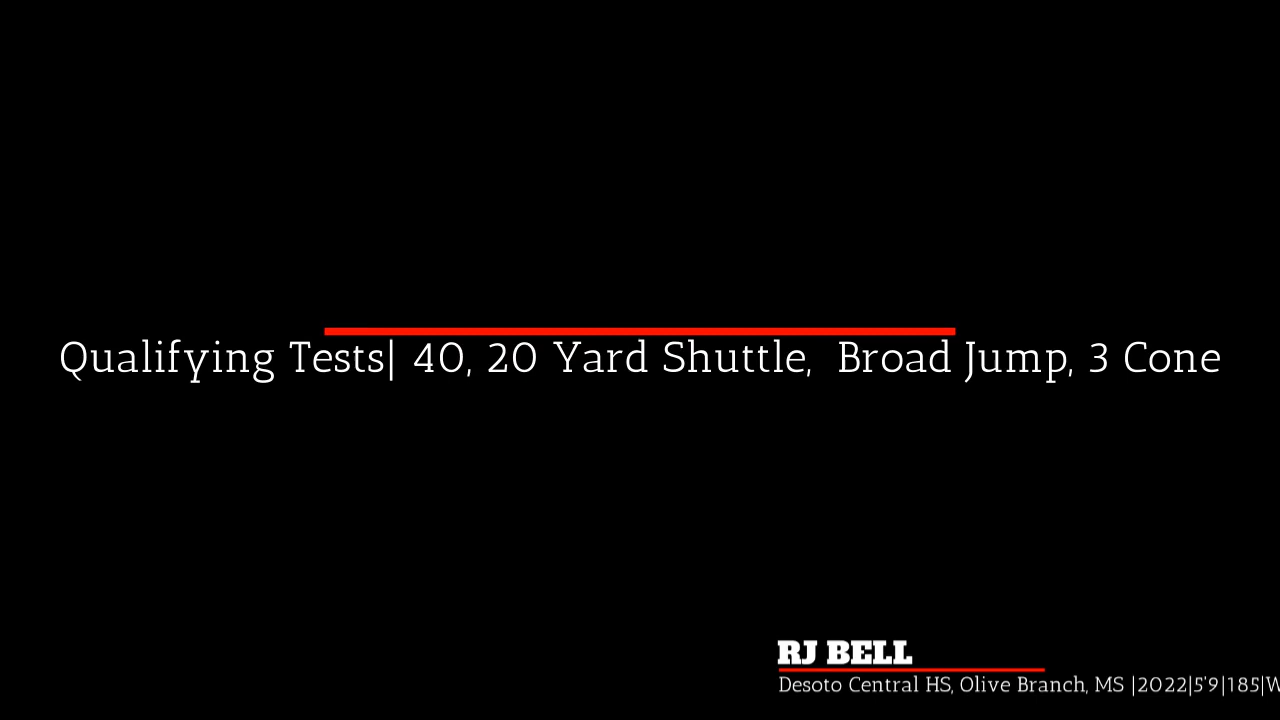 Qualifying Tests| 40, 20 Yard Shuttle,  Broad Jump, 3 Cone
RJ BELL
Desoto Central HS, Olive Branch, MS |2022|5'9|185|W